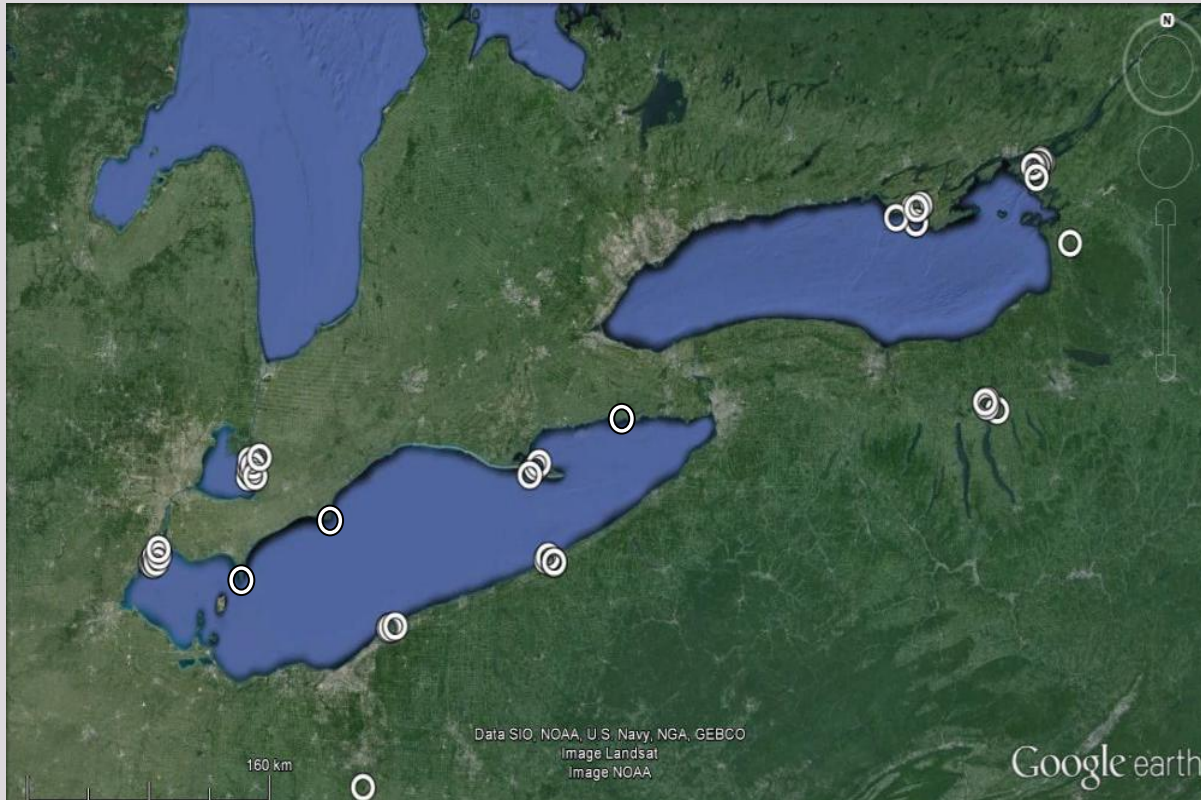 N
Data SIO, NOAA, U.S. Navy, NGA, GEBCO
Image Landsat
Image NOAA
160 km
Google earth